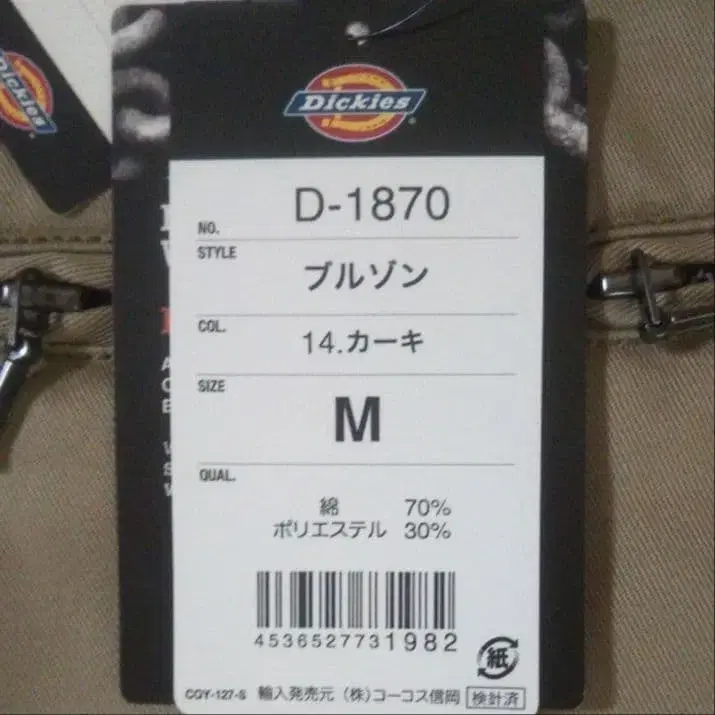 Dickies
Dickies
NO. D-1870
STYLE
ブルゾン
COL.
14.カーキ
SIZE
M
QUAL.
綿 70%
ポリエステル 30%
4536527731982
紙
COY-127-S 輸入発売元 (株)コーコス信岡 検針済